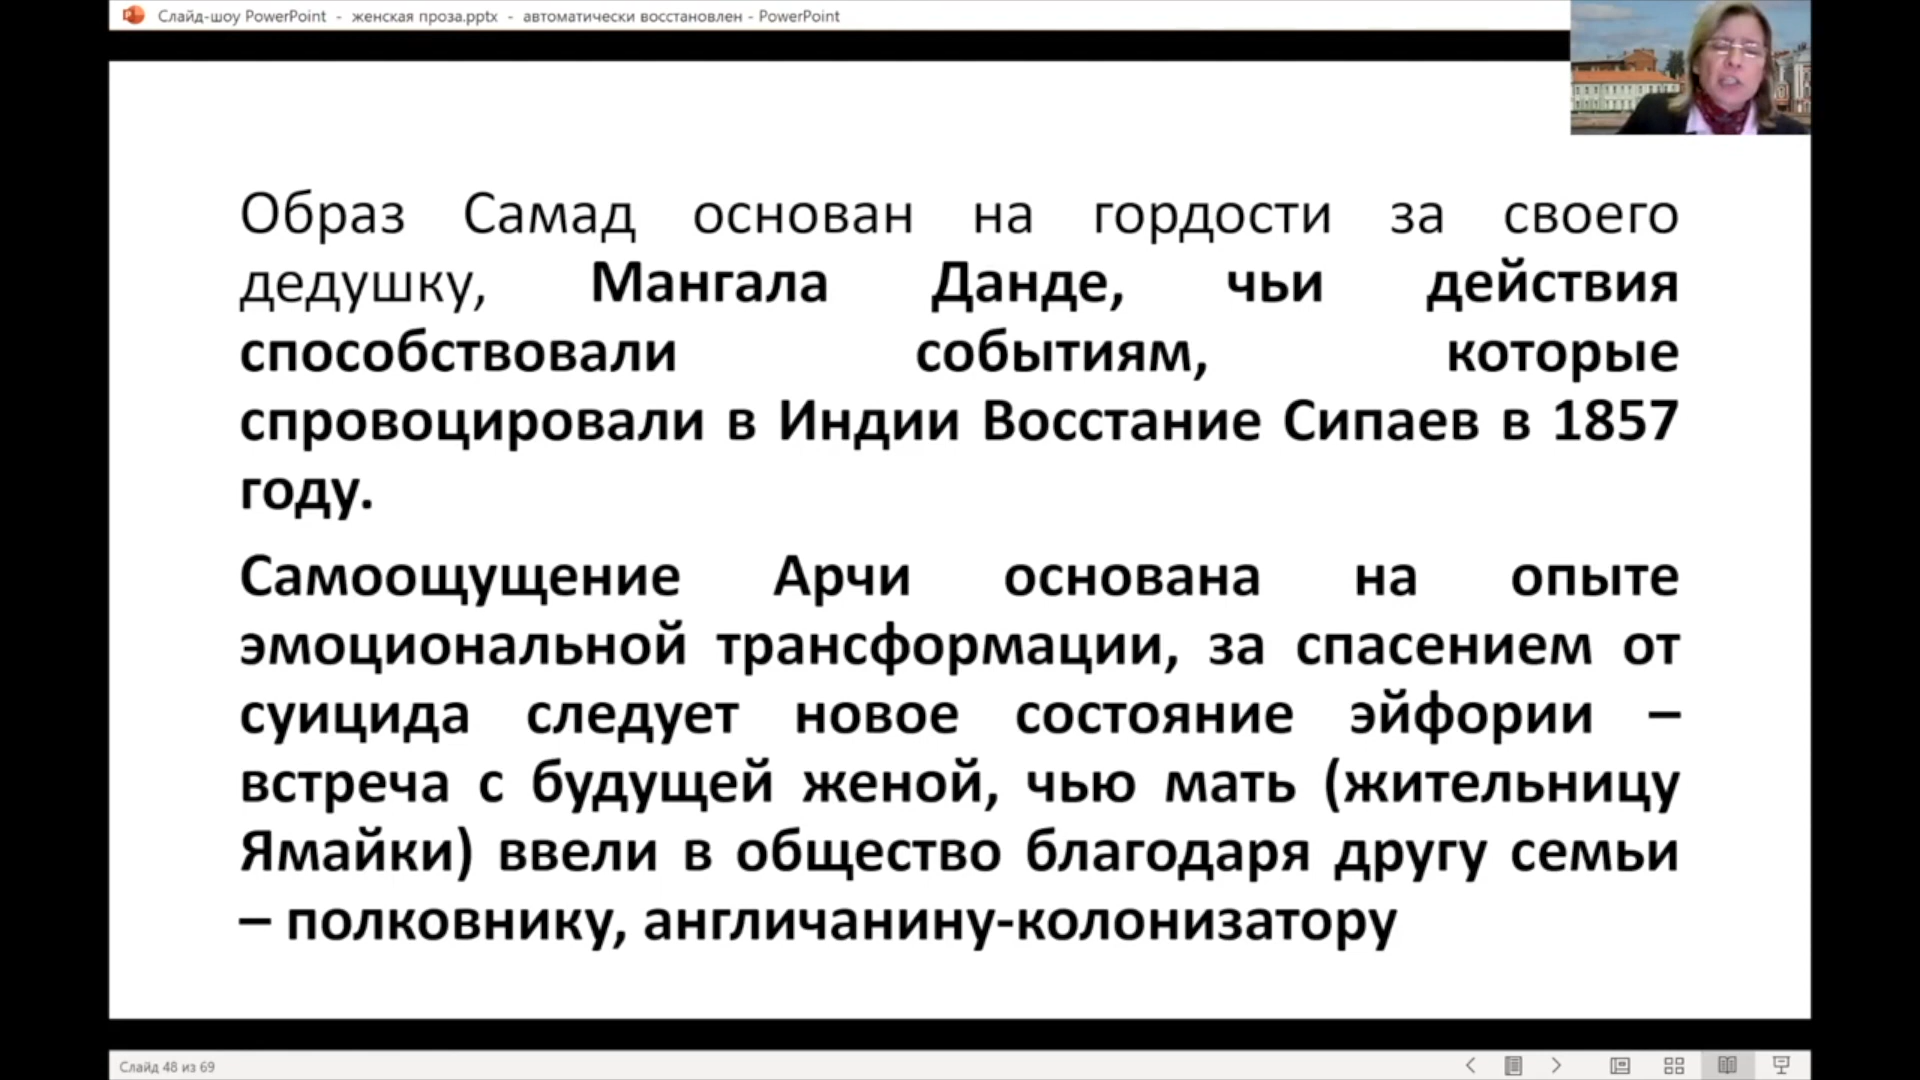 Слайд-шоу PowerPoint - женская проза.pptx - автоматически восстановлен - PowerPoint
Образ Самад основан на гордости за своего
дедушку, Мангала Данде, чьи действия
способствовали событиям, которые
спровоцировали в Индии Восстание Сипаев в 1857
году.
Самоощущение Арчи основана на опыте
эмоциональной трансформации, за спасением от
суицида следует новое состояние эйфории –
встреча с будущей женой, чью мать (жительницу
Ямайки) ввели в общество благодаря другу семьи
– полковнику, англичанину-колонизатору
Слайд 48 из 69